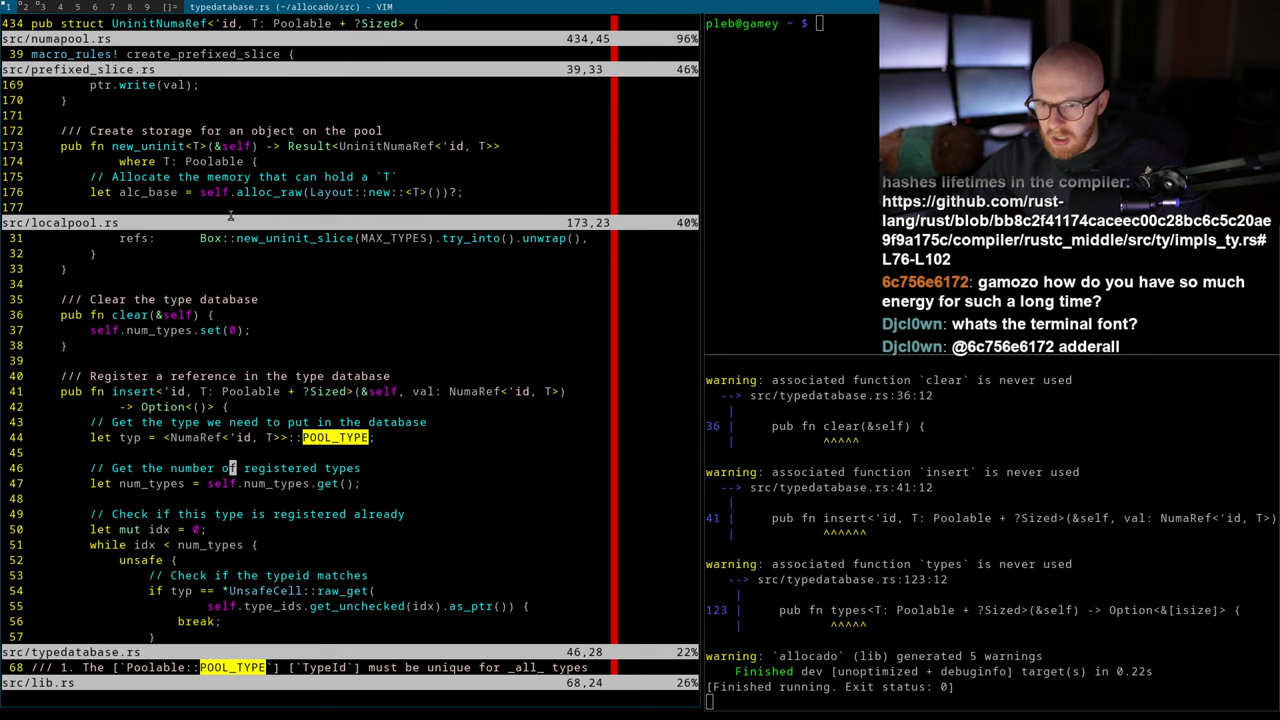 1 2 3 4 5 6 7 8 9 []= typedatabase.rs (~/allocado/src) - VIM
434 pub struct UninitNumaRef<'id, T: Poolable + ?Sized> {
src/numapool.rs 434,45 96%
39 macro_rules! create_prefixed_slice {
src/prefixed_slice.rs 39,33 46%
169 ptr.write(val);
170 }
171
172 /// Create storage for an object on the pool
173 pub fn new_uninit<T>(&self) -> Result<UninitNumaRef<'id, T>>
174 where T: Poolable {
175 // Allocate the memory that can hold a `T`
176 let alc_base = self.alloc_raw(Layout::new::<T>())?;
177
src/localpool.rs 173,23 40%
31 refs: Box::new_uninit_slice(MAX_TYPES).try_into().unwrap(),
32 }
33 }
34
35 /// Clear the type database
36 pub fn clear(&self) {
37 self.num_types.set(0);
38 }
39
40 /// Register a reference in the type database
41 pub fn insert<'id, T: Poolable + ?Sized>(&self, val: NumaRef<'id, T>)
42 -> Option<()> {
43 // Get the type we need to put in the database
44 let typ = <NumaRef<'id, T>>::POOL_TYPE;
45
46 // Get the number of registered types
47 let num_types = self.num_types.get();
48
49 // Check if this type is registered already
50 let mut idx = 0;
51 while idx < num_types {
52 unsafe {
53 // Check if the typeid matches
54 if typ == *UnsafeCell::raw_get(
55 self.type_ids.get_unchecked(idx).as_ptr()) {
56 break;
57 }
src/typedatabase.rs 46,28 22%
68 /// 1. The [`Poolable::POOL_TYPE`] [`TypeId`] must be unique for _all_ types
src/lib.rs 68,24 26%
pleb@gamey ~ $
hashes lifetimes in the compiler:
https://github.com/rust-
lang/rust/blob/bb8c2f41174caceec00c28bc6c5c20ae
9f9a175c/compiler/rustc_middle/src/ty/impls_ty.rs#
L76-L102
6c756e6172: gamozo how do you have so much
energy for such a long time?
Djcl0wn: whats the terminal font?
Djcl0wn: @6c756e6172 adderall
warning: associated function `clear` is never used
--> src/typedatabase.rs:36:12
|
36 | pub fn clear(&self) {
| ^^^^^
warning: associated function `insert` is never used
--> src/typedatabase.rs:41:12
|
41 | pub fn insert<'id, T: Poolable + ?Sized>(&self, val: NumaRef<'id, T>)
| ^^^^^^
warning: associated function `types` is never used
--> src/typedatabase.rs:123:12
|
123 | pub fn types<T: Poolable + ?Sized>(&self) -> Option<&[isize]> {
| ^^^^^
warning: `allocado` (lib) generated 5 warnings
Finished dev [unoptimized + debuginfo] target(s) in 0.22s
[Finished running. Exit status: 0]